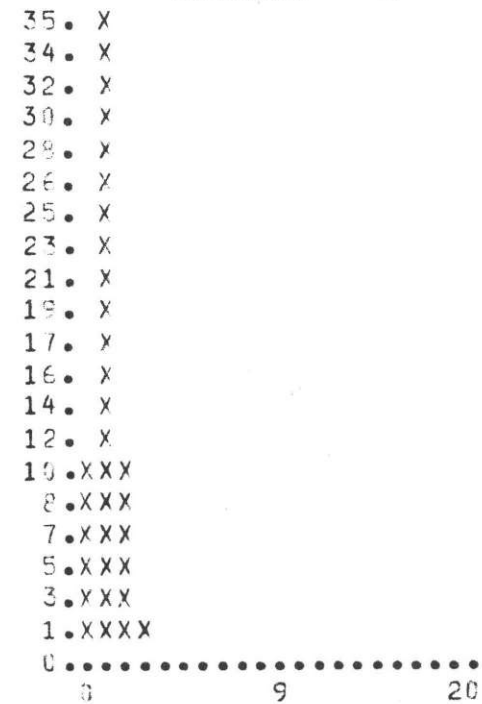 35. X
34. X
32. X
30. X
28. X
26. X
25. X
23. X
21. X
19. X
17. X
16. X
14. X
12. X
10.XXX
8.XXX
7.XXX
5.XXX
3.XXX
1.XXXX
0......................
0 9 20